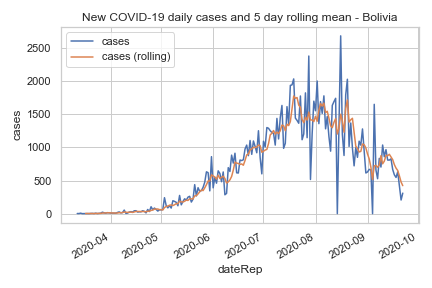 New COVID-19 daily cases and 5 day rolling mean - Bolivia
cases
cases (rolling)
2500
2000
1500
1000
500
0
cases
2020-04
2020-05
2020-06
2020-07
2020-08
2020-09
2020-10
dateRep